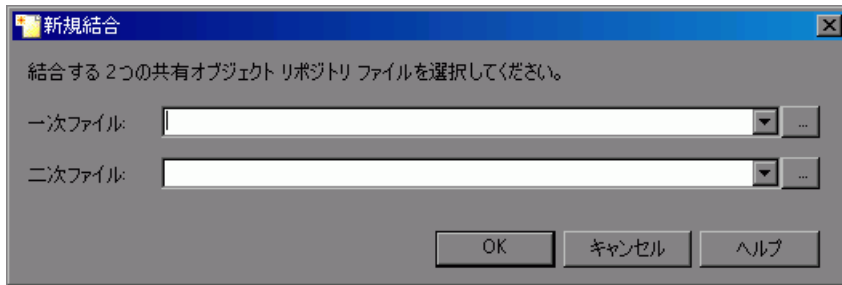 新規結合
結合する 2つの共有オブジェクト リポジトリ ファイルを選択してください。
一次ファイル:
...
二次ファイル:
...
OK キャンセル ヘルプ